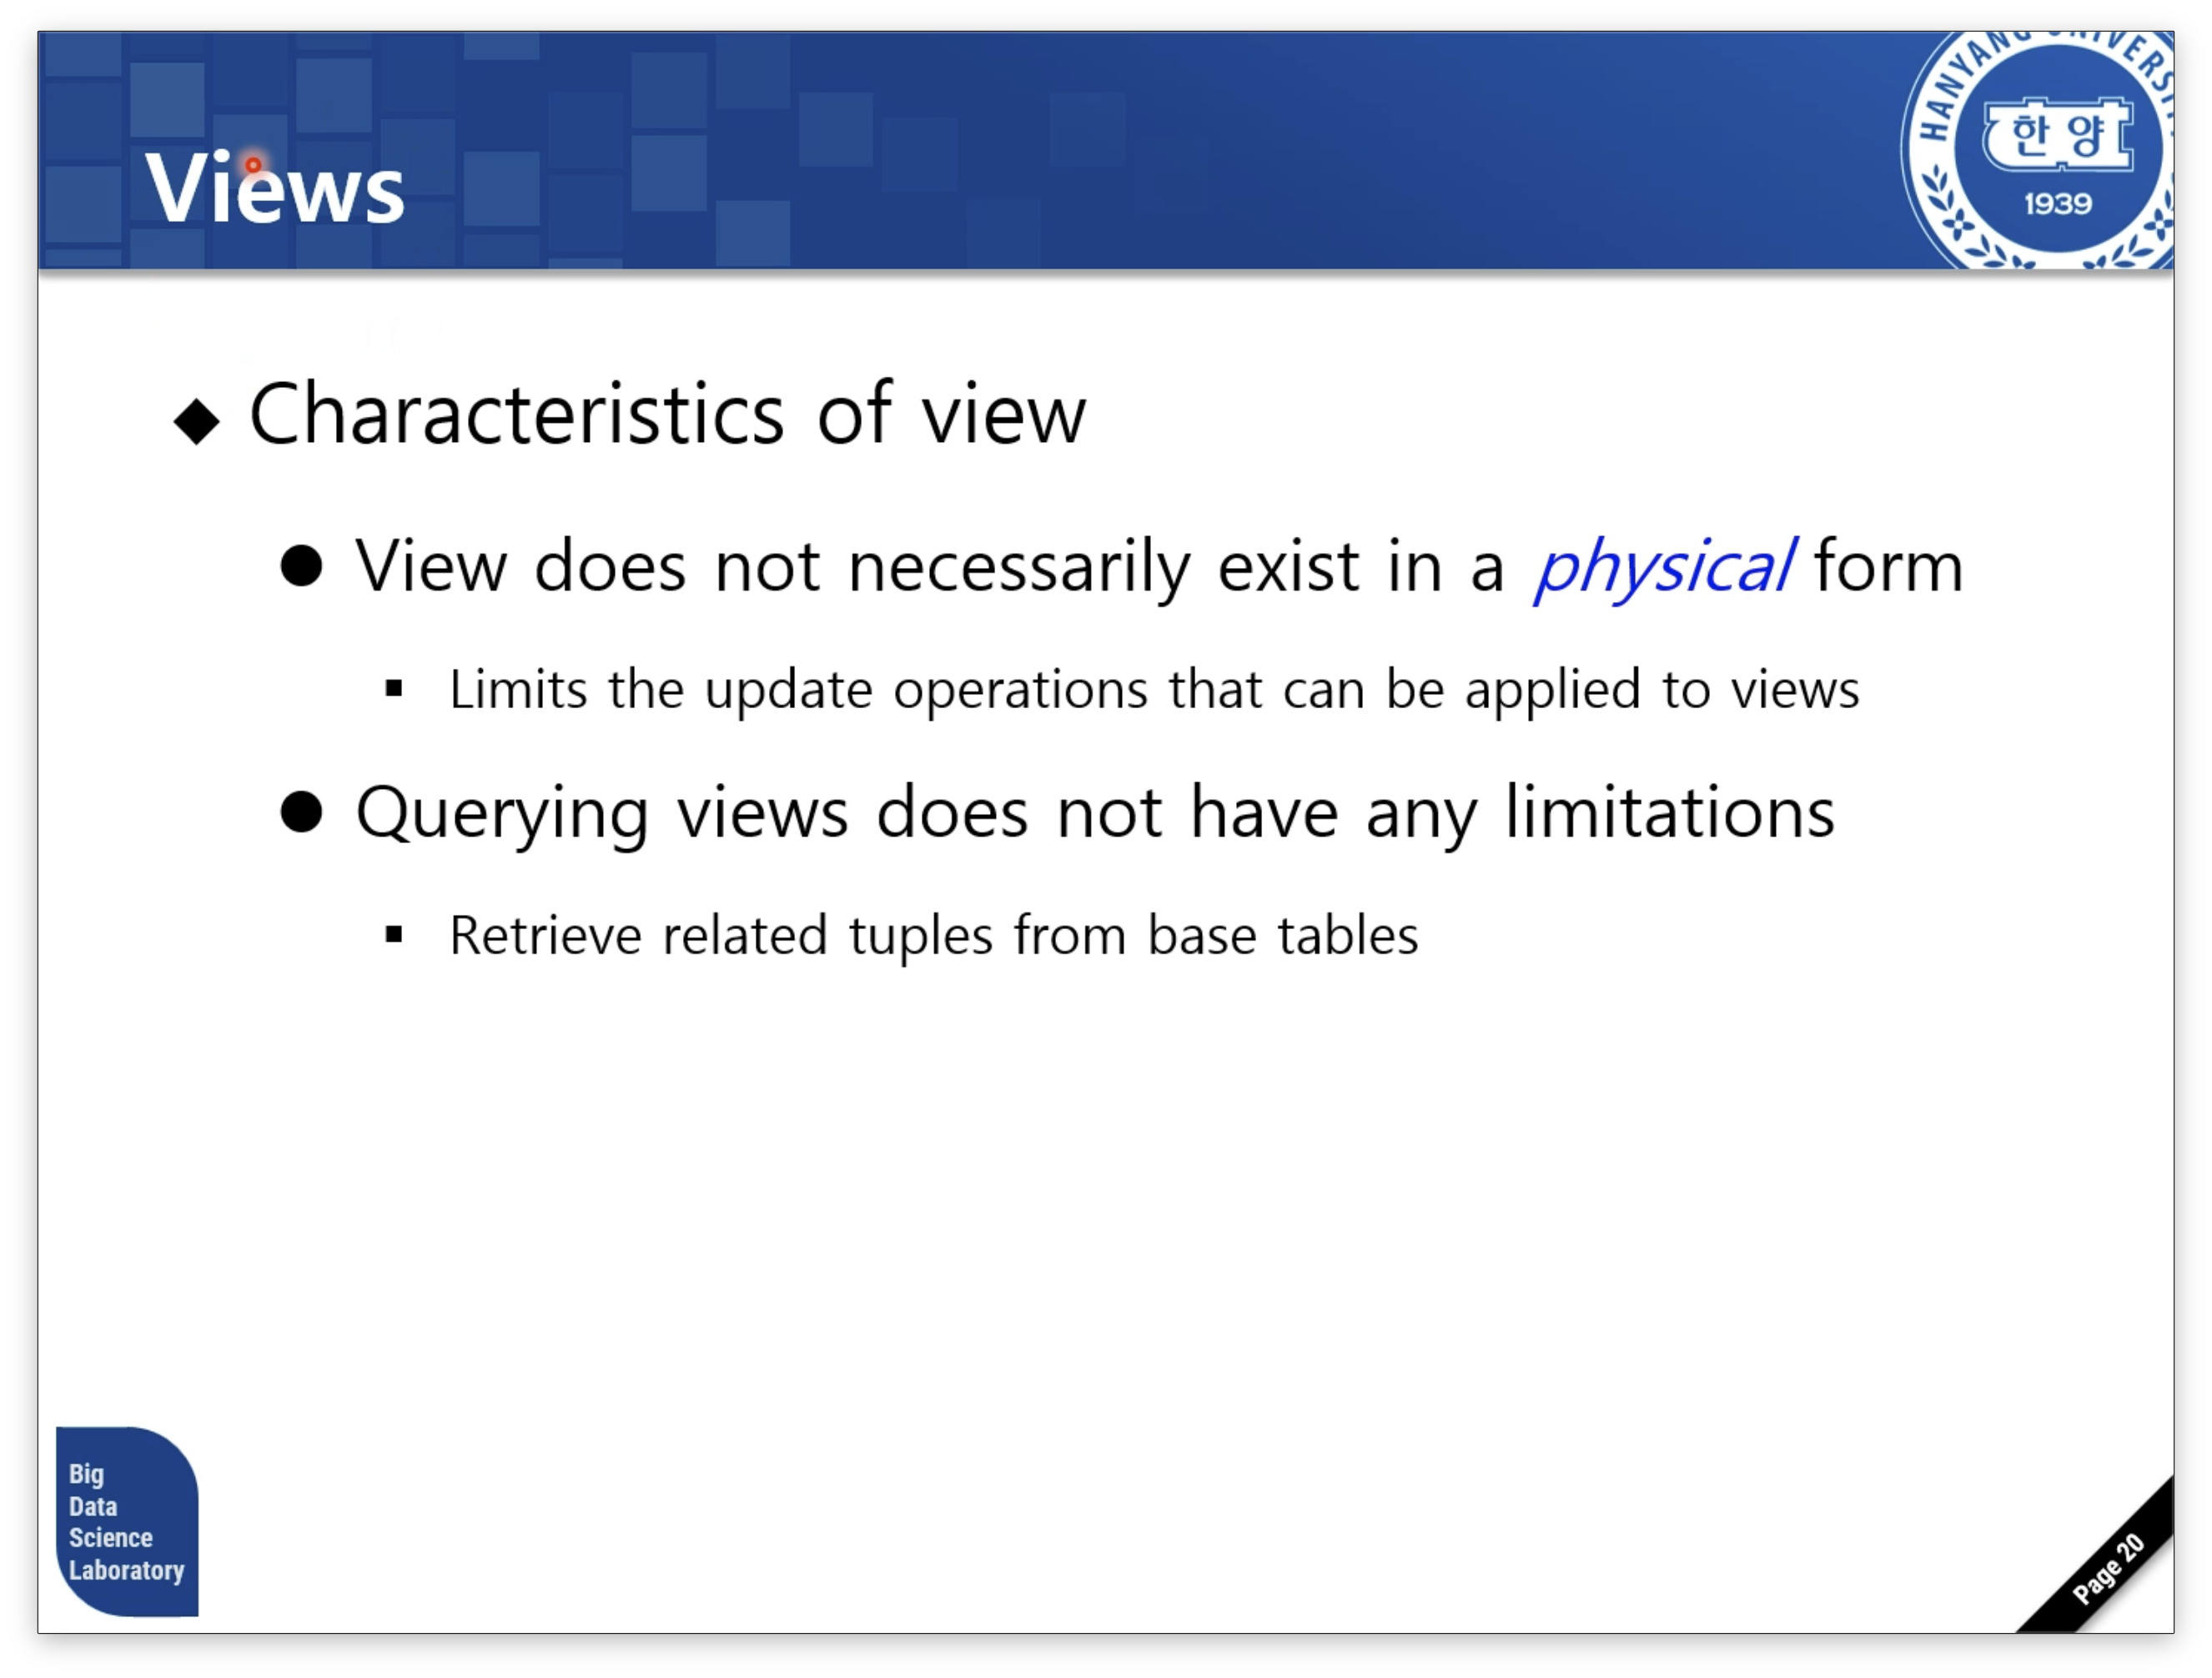 Views
HANYANG UNIVERS
한양
1939
◆ Characteristics of view
● View does not necessarily exist in a physical form
▪ Limits the update operations that can be applied to views
● Querying views does not have any limitations
▪ Retrieve related tuples from base tables
Big
Data
Science
Laboratory
Page 20